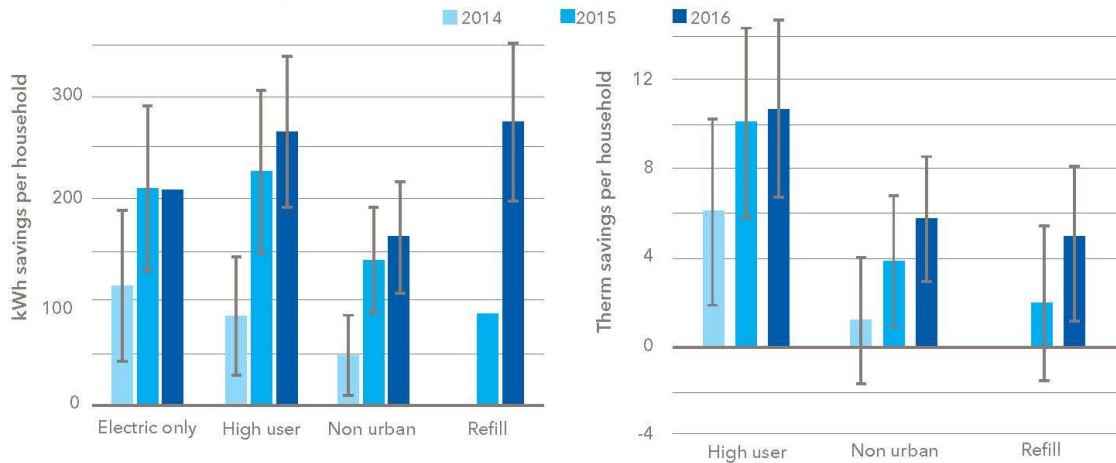 2014 2015 2016
kWh savings per household
300
200
100
0
Electric only High user Non urban Refill
Therm savings per household
12
8
4
0
-4
High user Non urban Refill